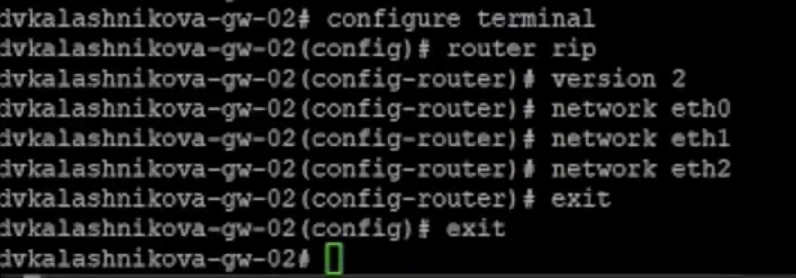 dvkalashnikova-gw-02# configure terminal
dvkalashnikova-gw-02(config)# router rip
dvkalashnikova-gw-02(config-router)# version 2
dvkalashnikova-gw-02(config-router)# network eth0
dvkalashnikova-gw-02(config-router)# network eth1
dvkalashnikova-gw-02(config-router)# network eth2
dvkalashnikova-gw-02(config-router)# exit
dvkalashnikova-gw-02(config)# exit
dvkalashnikova-gw-02#